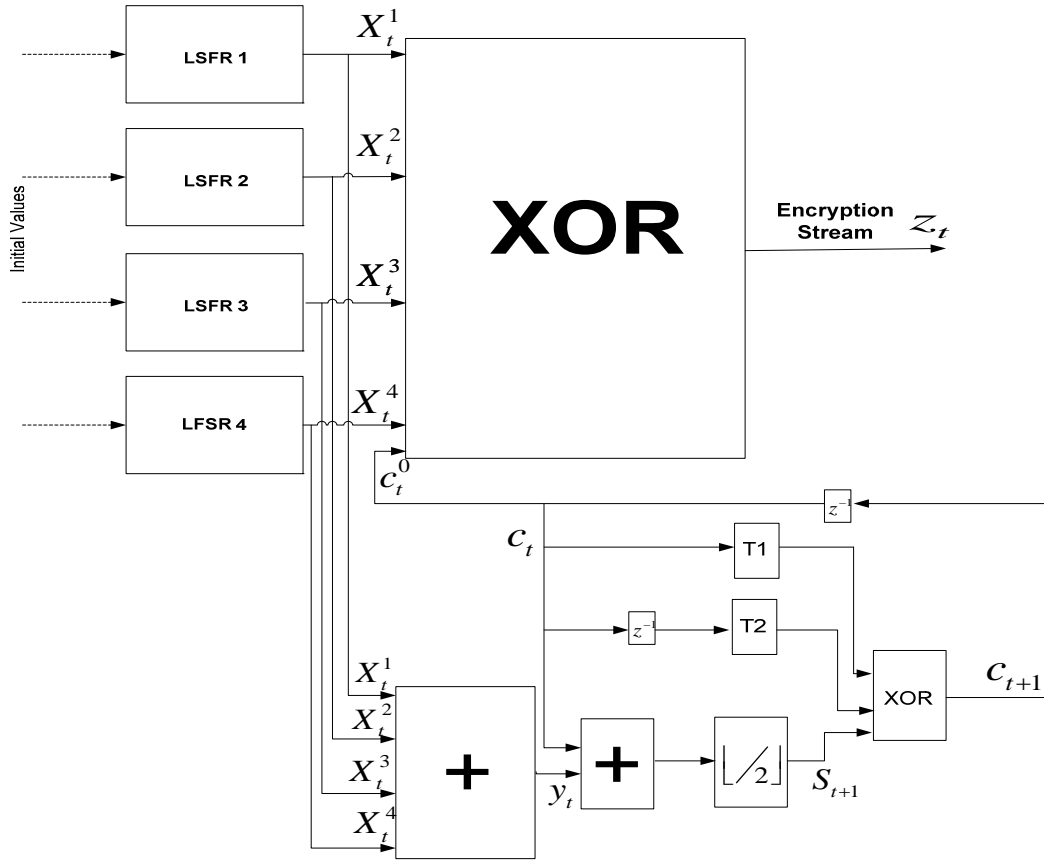 Initial Values
LSFR 1
X_t^1
LSFR 2
X_t^2
LSFR 3
X_t^3
LFSR 4
X_t^4
c_t^0
XOR
Encryption
Stream
z_t
z^{-1}
c_t
T1
z^{-1}
T2
XOR
c_{t+1}
X_t^1
X_t^2
X_t^3
X_t^4
+
y_t
+
⌊/2⌋
S_{t+1}